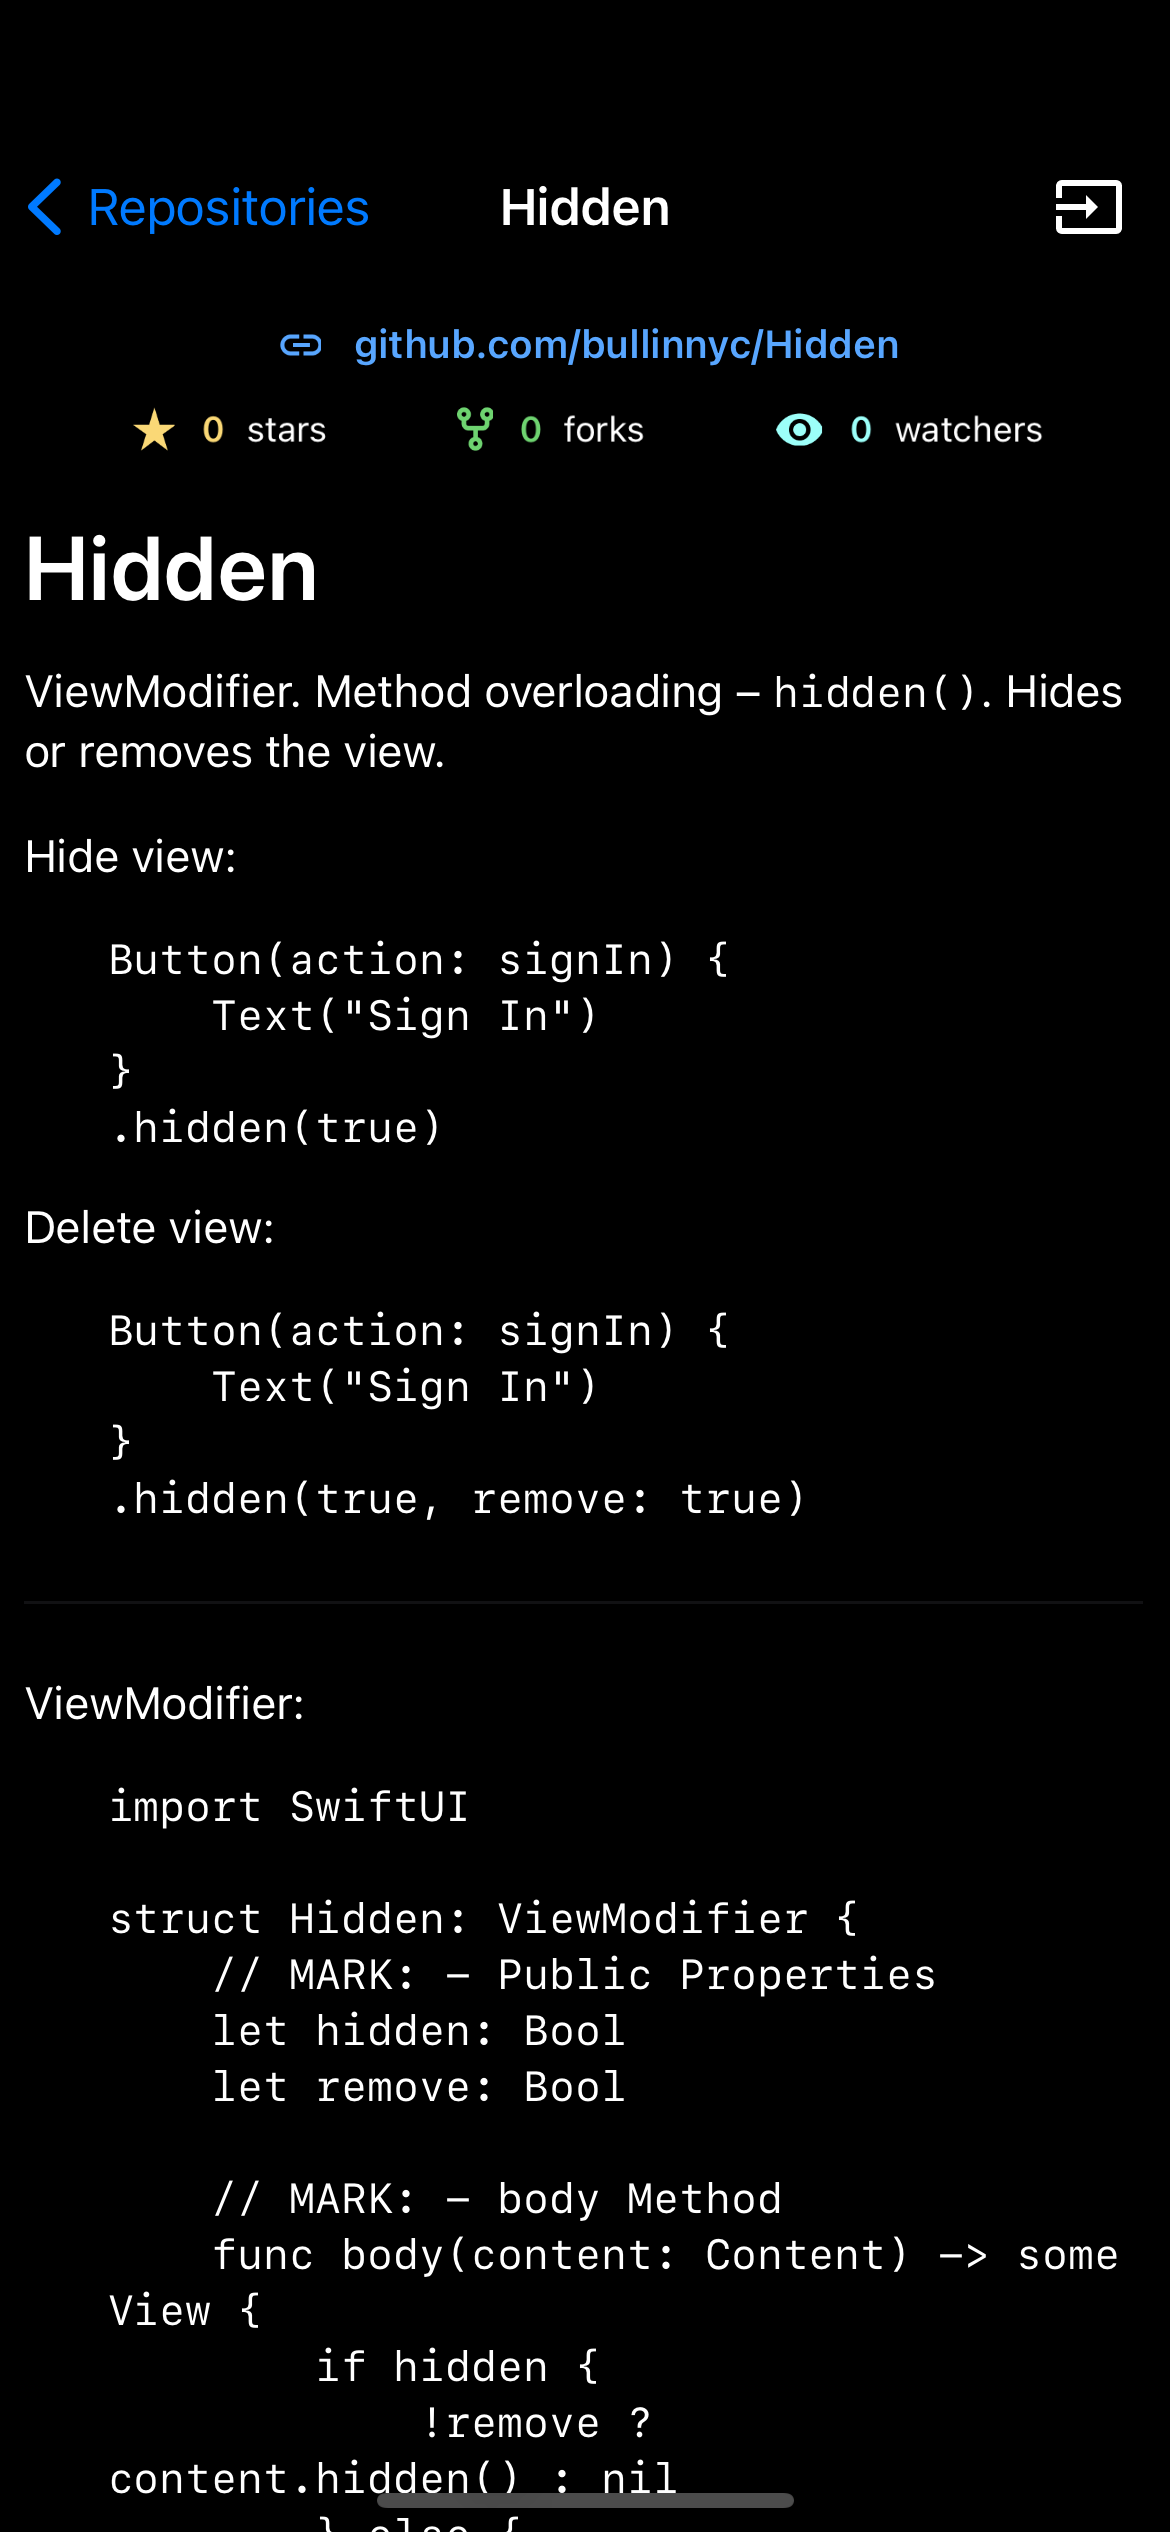 Repositories
Hidden
github.com/bullinnyc/Hidden
0 stars
0 forks
0 watchers
Hidden
ViewModifier. Method overloading – hidden(). Hides
or removes the view.
Hide view:
Button(action: signIn) {
    Text("Sign In")
}
.hidden(true)
Delete view:
Button(action: signIn) {
    Text("Sign In")
}
.hidden(true, remove: true)
ViewModifier:
import SwiftUI
struct Hidden: ViewModifier {
    // MARK: – Public Properties
    let hidden: Bool
    let remove: Bool
    // MARK: – body Method
    func body(content: Content) –> some
View {
        if hidden {
            !remove ?
content.hidden() : nil
        } else {